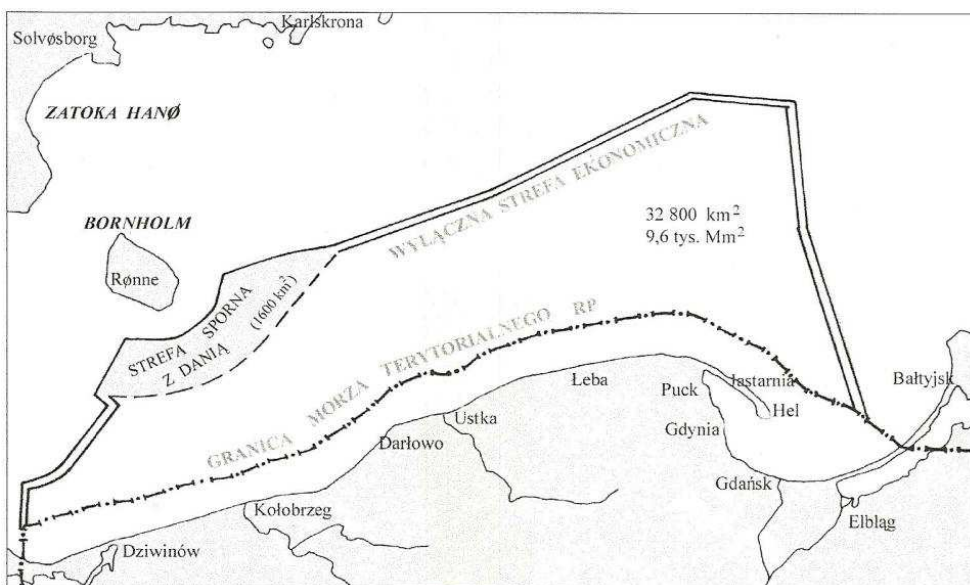 Karlskrona
Solvøsborg
ZATOKA HANØ
BORNHOLM
Rønne
WYŁĄCZNA STREFA EKONOMICZNA
32 800 km²
9,6 tys. Mm²
STREFA SPORNA
Z DANIĄ
(1600 km²)
GRANICA MORZA TERYTORIALNEGO RP
Łeba
Puck
Jastarnia
Hel
Bałtyjsk
Gdynia
Ustka
Darłowo
Gdańsk
Kołobrzeg
Elbląg
Dziwinów